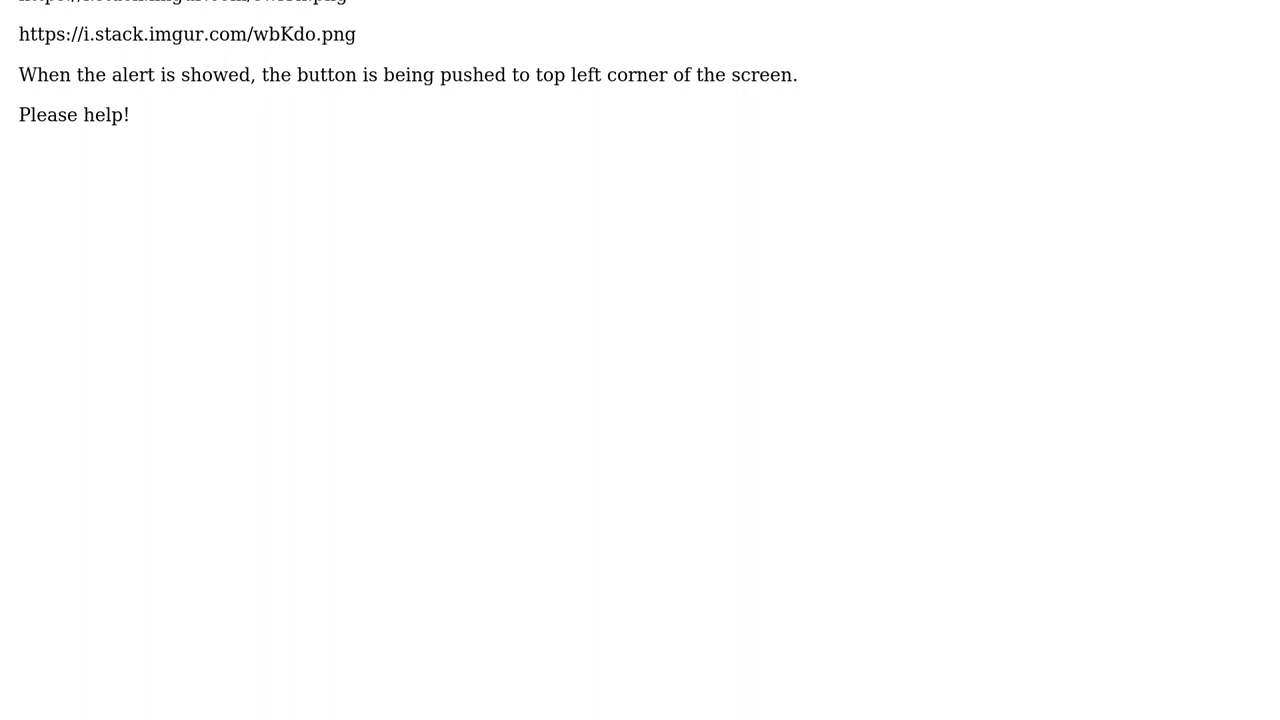 https://i.stack.imgur.com/wbKdo.png
When the alert is showed, the button is being pushed to top left corner of the screen.
Please help!